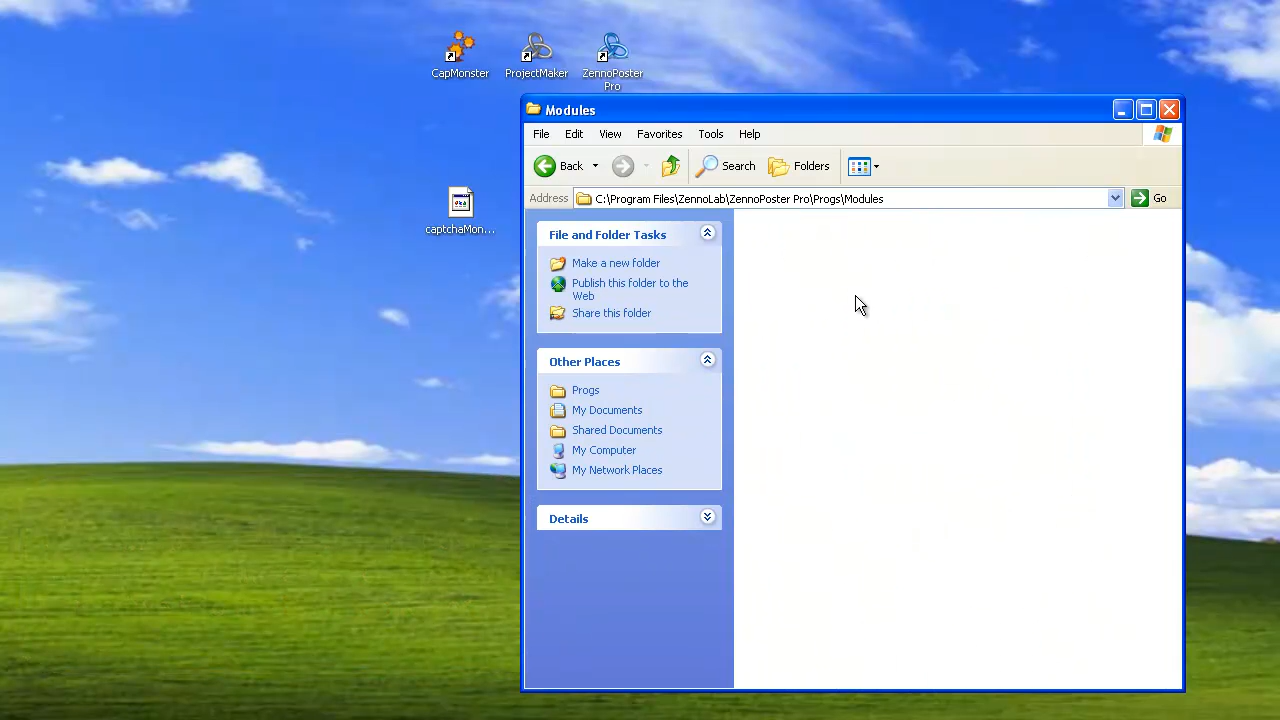 CapMonster
ProjectMaker
ZennoPoster
Pro
captchaMon...
Modules
File Edit View Favorites Tools Help
Back Search Folders
Address C:\Program Files\ZennoLab\ZennoPoster Pro\Progs\Modules Go
File and Folder Tasks
Make a new folder
Publish this folder to the
Web
Share this folder
Other Places
Progs
My Documents
Shared Documents
My Computer
My Network Places
Details